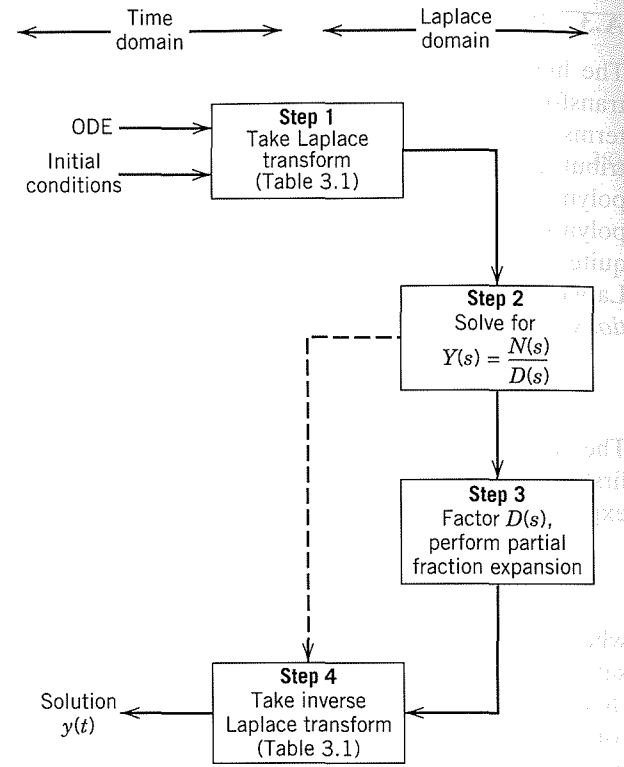 Time
domain
Laplace
domain
Step 1
Take Laplace
transform
(Table 3.1)
ODE
Initial
conditions
Step 2
Solve for
Y(s) = N(s)
D(s)
Step 3
Factor D(s),
perform partial
fraction expansion
Step 4
Take inverse
Laplace transform
(Table 3.1)
Solution
y(t)